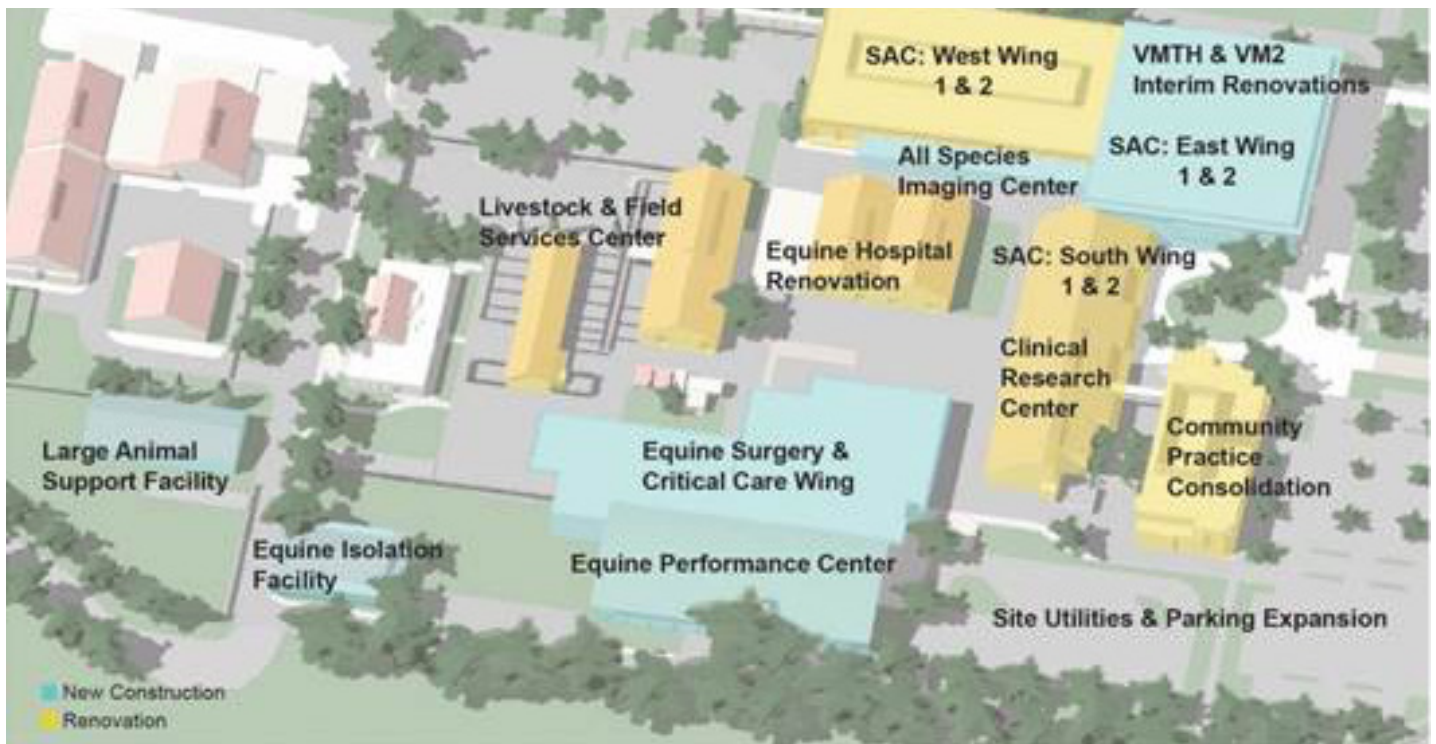 SAC: West Wing
1 & 2
VMTH & VM2
Interim Renovations
SAC: East Wing
1 & 2
All Species
Imaging Center
Livestock & Field
Services Center
Equine Hospital
Renovation
SAC: South Wing
1 & 2
Clinical
Research
Center
Community
Practice
Consolidation
Large Animal
Support Facility
Equine Surgery &
Critical Care Wing
Equine Isolation
Facility
Equine Performance Center
Site Utilities & Parking Expansion
New Construction
Renovation